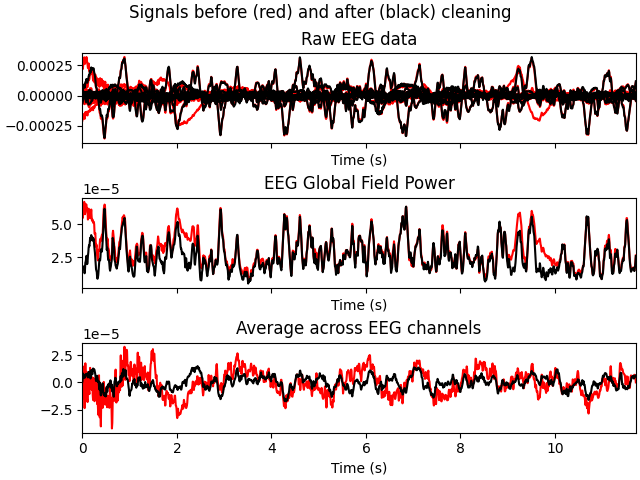 Signals before (red) and after (black) cleaning
Raw EEG data
0.00025
0.00000
−0.00025
Time (s)
EEG Global Field Power
1e−5
5.0
2.5
Time (s)
Average across EEG channels
1e−5
2.5
0.0
−2.5
0 2 4 6 8 10
Time (s)